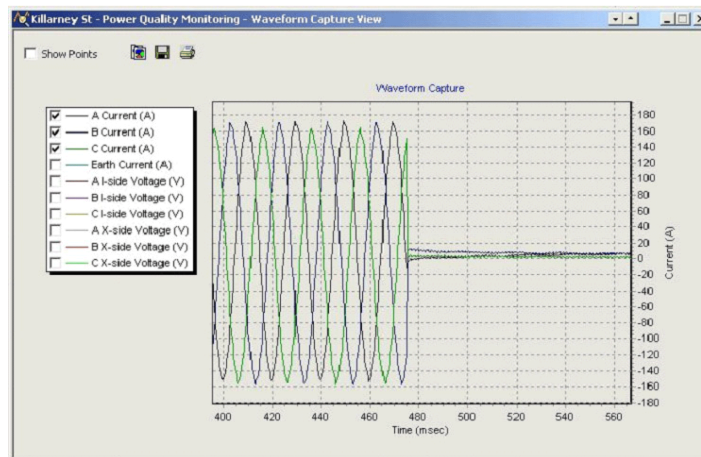 Killarney St - Power Quality Monitoring - Waveform Capture View
Show Points
Waveform Capture
A Current (A)
B Current (A)
C Current (A)
Earth Current (A)
A I-side Voltage (V)
B I-side Voltage (V)
C I-side Voltage (V)
A X-side Voltage (V)
B X-side Voltage (V)
C X-side Voltage (V)
180
160
140
120
100
80
60
40
20
0
-20
-40
-60
-80
-100
-120
-140
-160
-180
Current (A)
400 420 440 460 480 500 520 540 560
Time (msec)